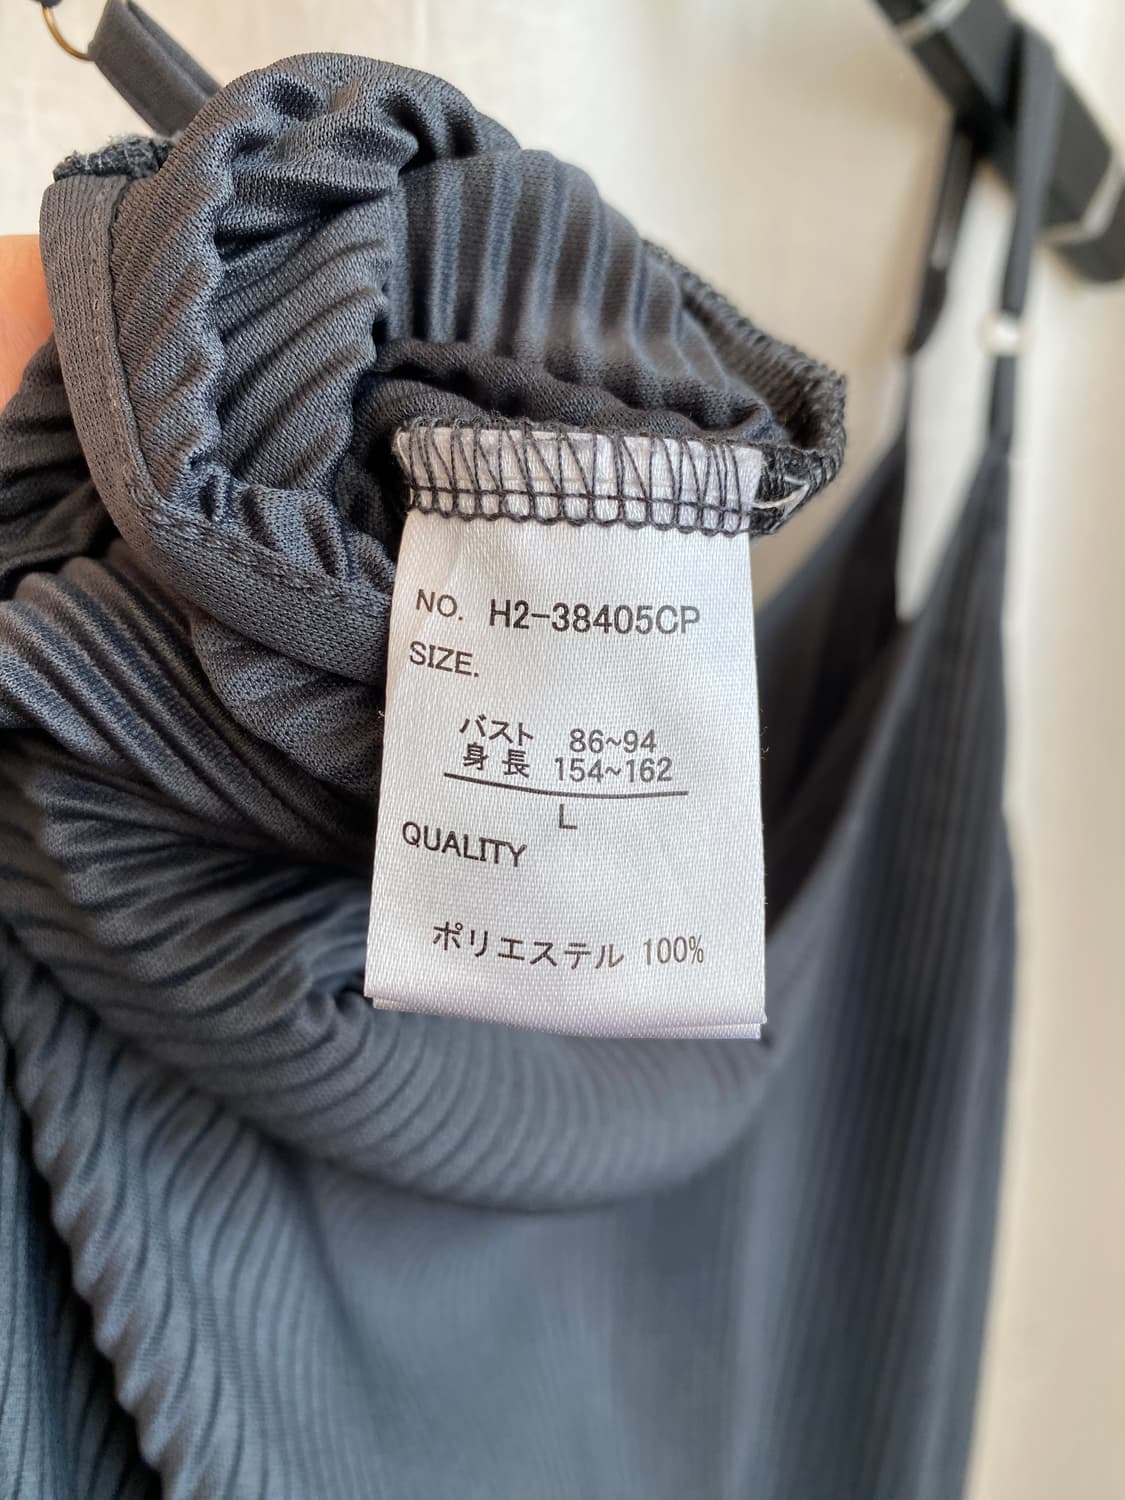 NO. H2-38405CP
SIZE.
バスト 86~94
身長 154~162
L
QUALITY
ポリエステル 100%